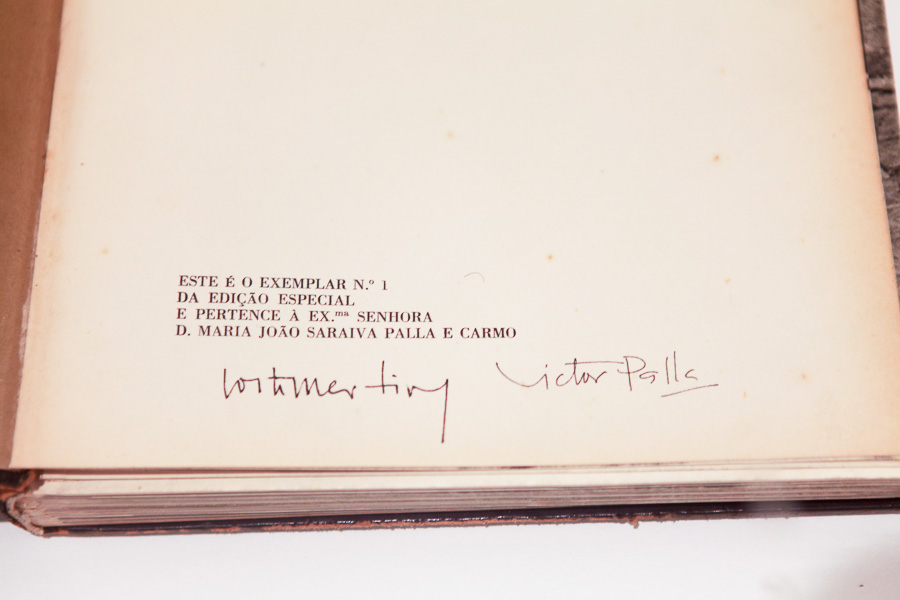 ESTE É O EXEMPLAR N.º 1
DA EDIÇÃO ESPECIAL
E PERTENCE À EX.ᵐᵃ SENHORA
D. MARIA JOÃO SARAIVA PALLA E CARMO
Victor Palla